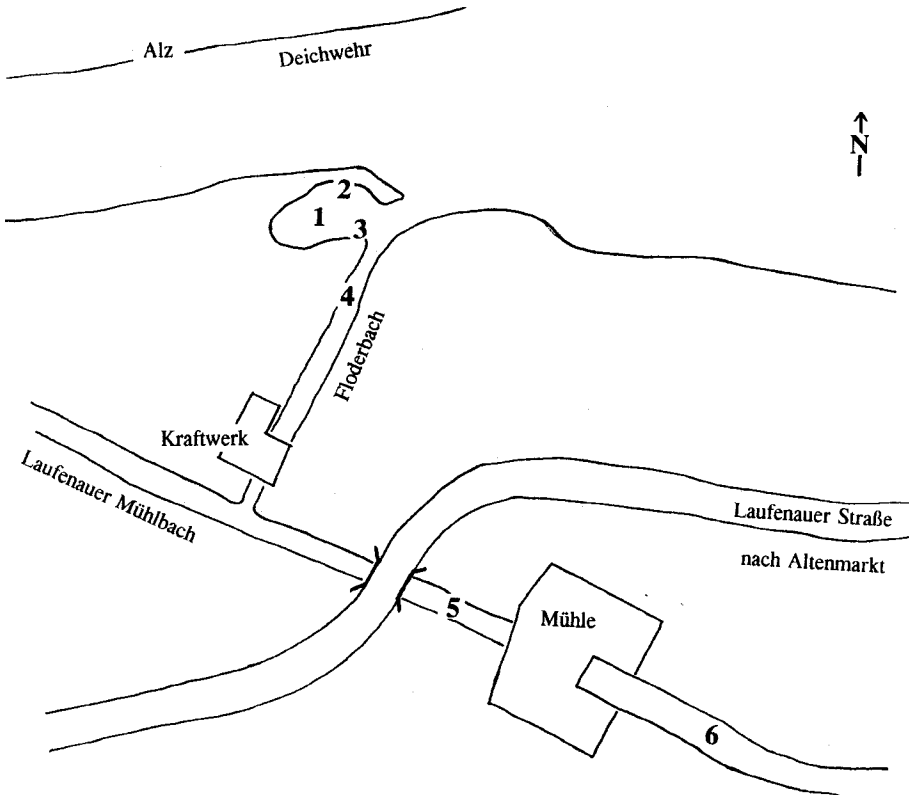 Alz
Deichwehr
N
2
1
3
4
Floderbach
Kraftwerk
Laufenauer Mühlbach
Laufenauer Straße
nach Altenmarkt
5
Mühle
6